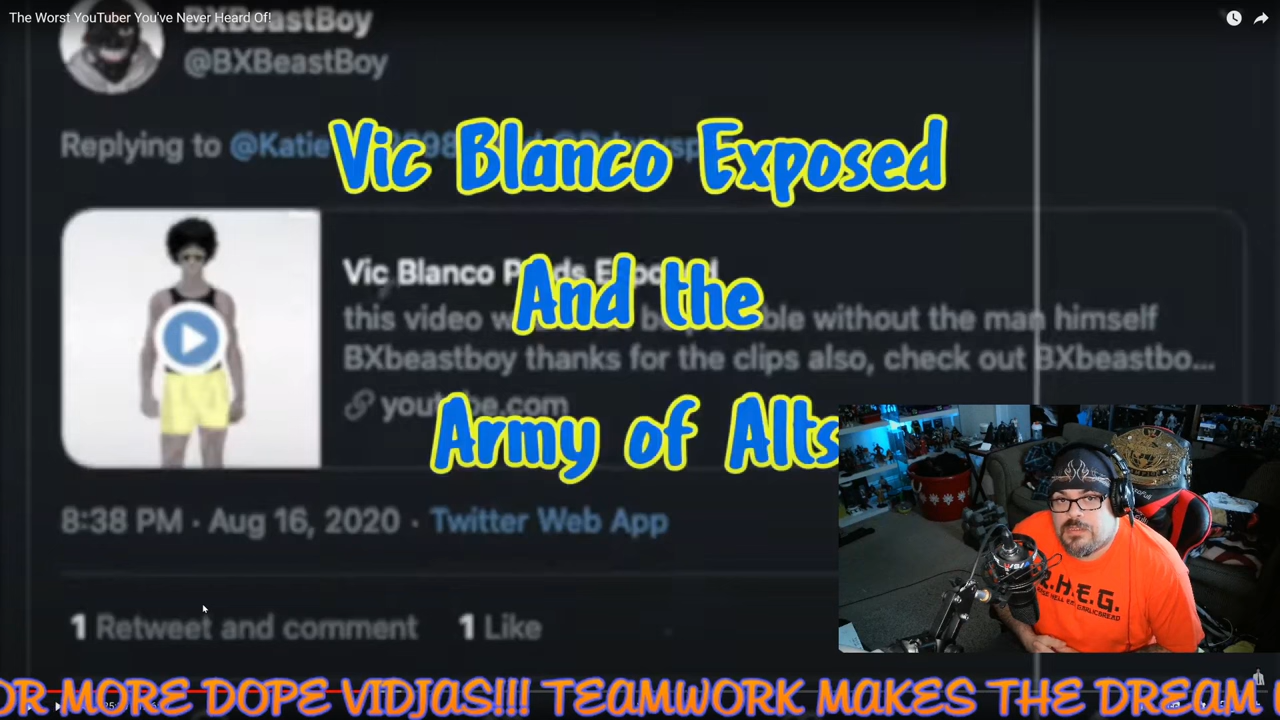 The Worst YouTuber You've Never Heard Of!
BXBeastBoy
@BXBeastBoy
Replying to @Katie
Vic Blanco Exposed
Vic Blanco
this video
without the man himself
And the
BXbeastboy thanks for the clips also, check out BXbeastbo...
Army of Alts
8:38 PM · Aug 16, 2020 · Twitter Web App
1 Retweet and comment 1 Like
R.H.E.G.
OR MORE DOPE VIDJAS!!! TEAMWORK MAKES THE DREAM